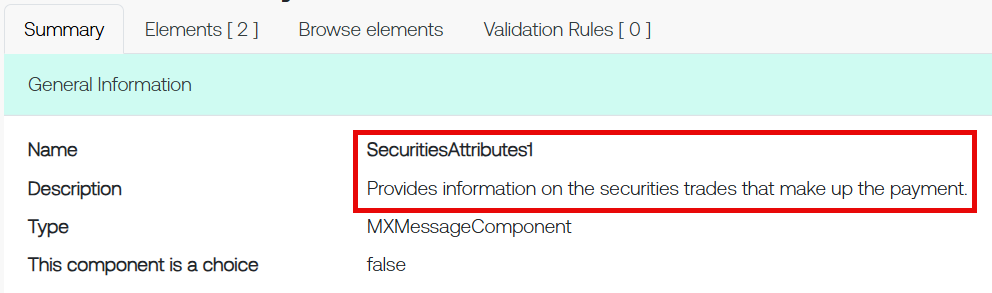 Summary Elements [ 2 ] Browse elements Validation Rules [ 0 ]
General Information
Name SecuritiesAttributes1
Description Provides information on the securities trades that make up the payment.
Type MXMessageComponent
This component is a choice false